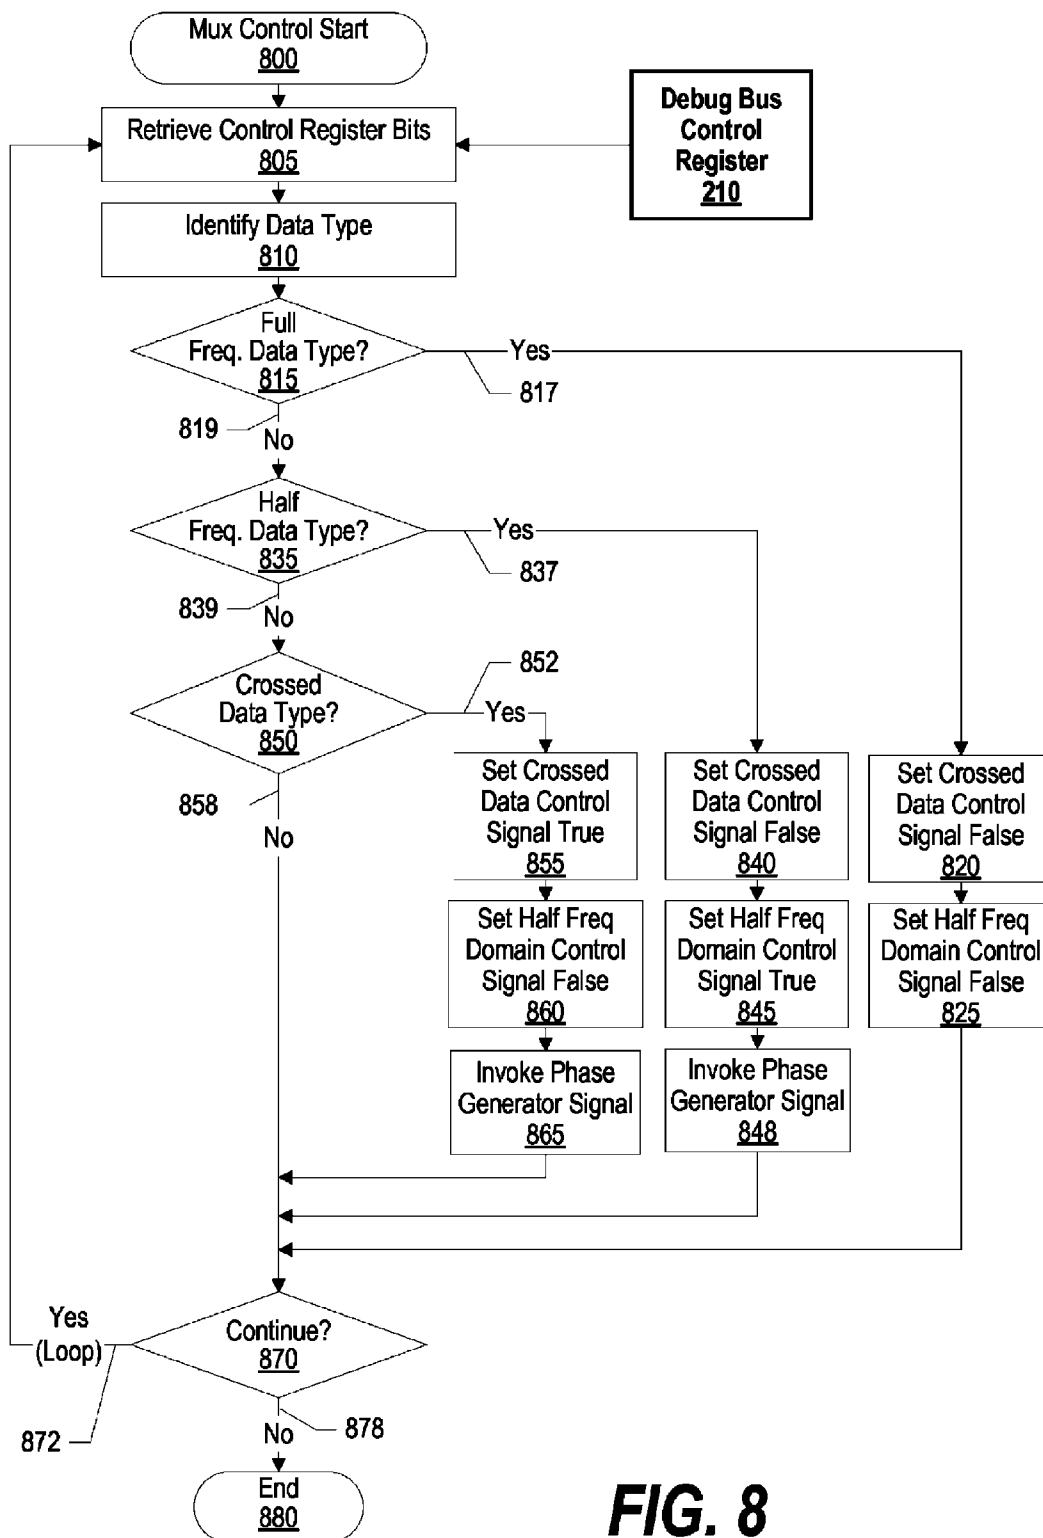 Mux Control Start
800
Debug Bus
Control
Register
210
Retrieve Control Register Bits
805
Identify Data Type
810
Full
Freq. Data Type?
815
Yes
817
819
No
Half
Freq. Data Type?
835
Yes
837
839
No
852
Crossed
Data Type?
850
Yes
858
No
Set Crossed
Data Control
Signal True
855
Set Crossed
Data Control
Signal False
840
Set Crossed
Data Control
Signal False
820
Set Half Freq
Domain Control
Signal False
860
Set Half Freq
Domain Control
Signal True
845
Set Half Freq
Domain Control
Signal False
825
Invoke Phase
Generator Signal
865
Invoke Phase
Generator Signal
848
Yes
(Loop)
Continue?
870
872
878
No
End
880
FIG. 8